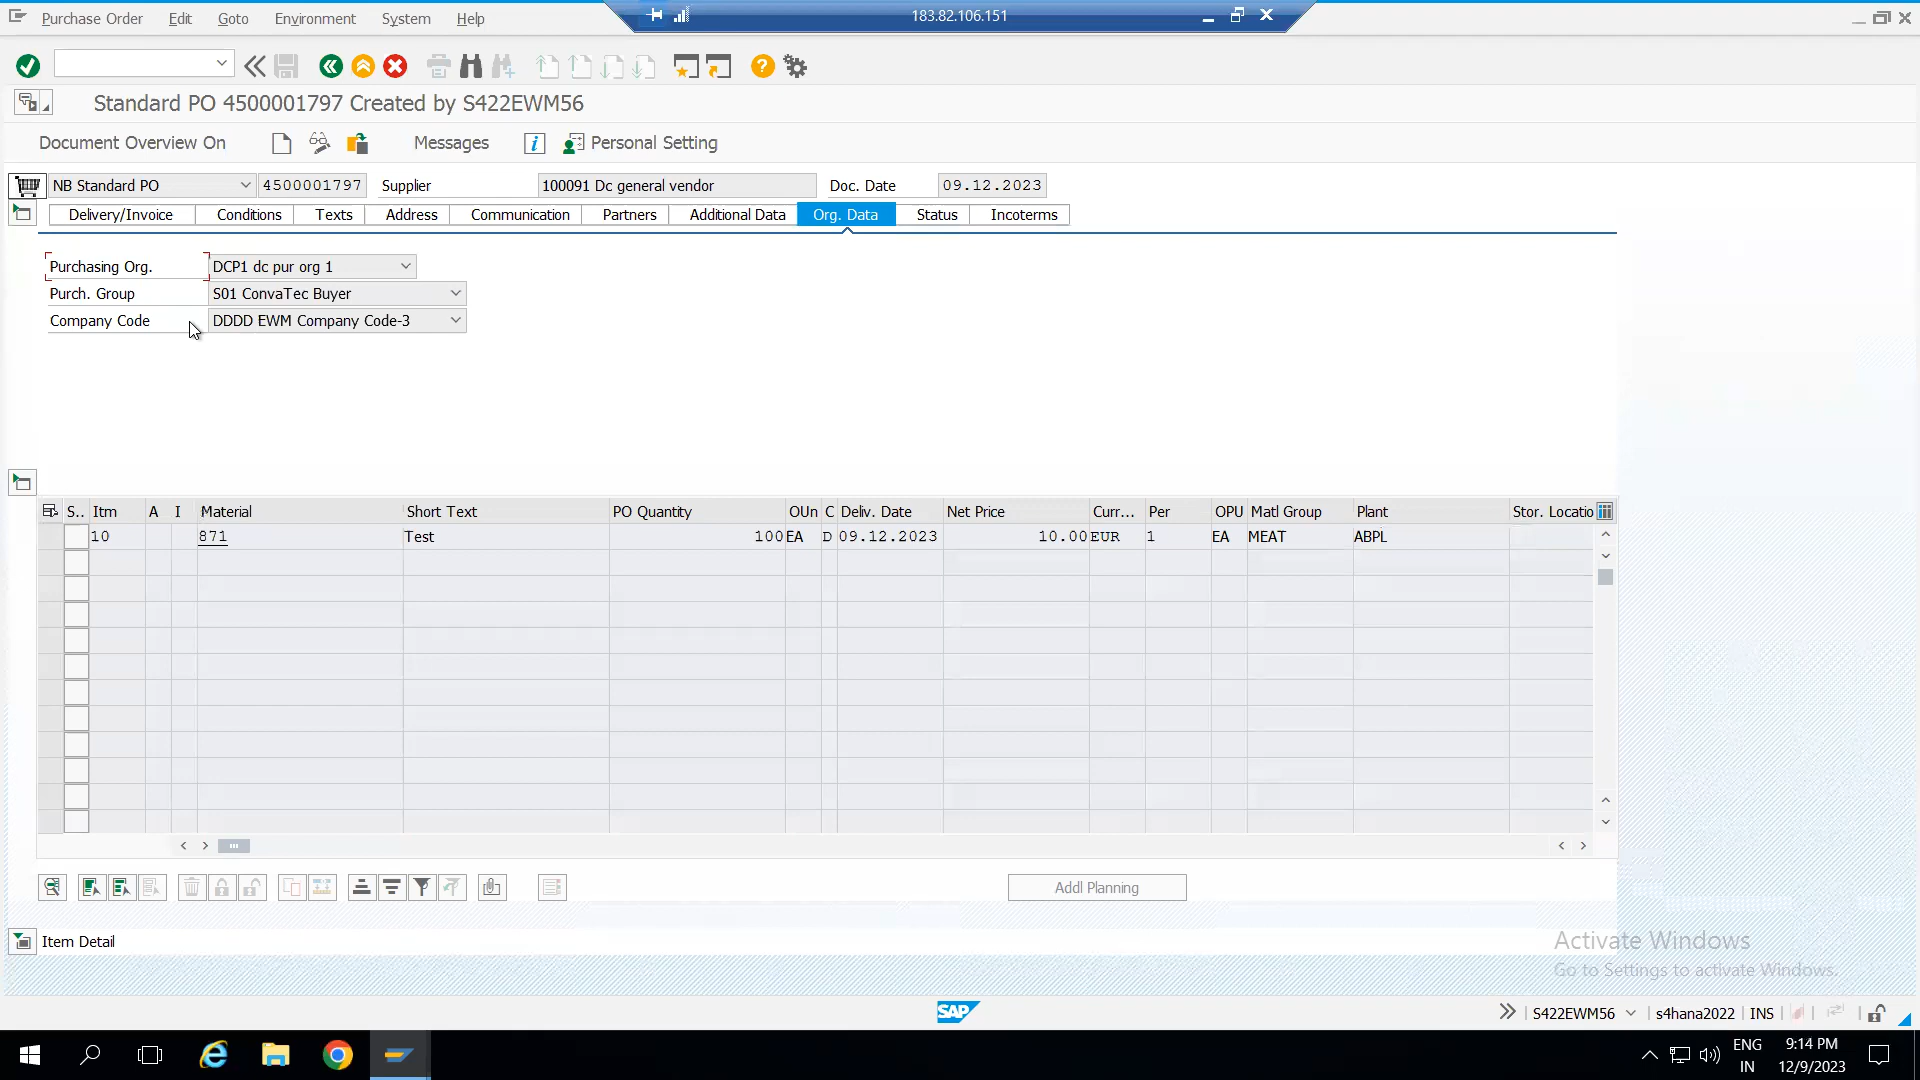 Purchase Order Edit Goto Environment System Help
183.82.106.151
Standard PO 4500001797 Created by S422EWM56
Document Overview On Messages Personal Setting
NB Standard PO 4500001797 Supplier 100091 Dc general vendor Doc. Date 09.12.2023
Delivery/Invoice Conditions Texts Address Communication Partners Additional Data Org. Data Status Incoterms
Purchasing Org. DCP1 dc pur org 1
Purch. Group S01 ConvaTec Buyer
Company Code DDDD EWM Company Code-3
S.. Itm A I Material Short Text PO Quantity OUn C Deliv. Date Net Price Curr... Per OPU Matl Group Plant Stor. Locatio
10 871 Test 100 EA D 09.12.2023 10.00 EUR 1 EA MEAT ABPL
Addl Planning
Item Detail
Activate Windows
Go to Settings to activate Windows.
SAP
S422EWM56 s4hana2022 INS
ENG
IN
9:14 PM
12/9/2023